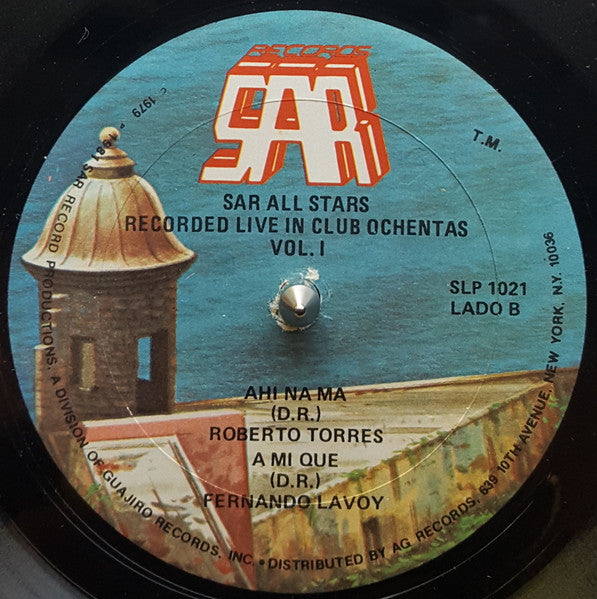 RECORDS
SAR
T.M.
SAR ALL STARS
RECORDED LIVE IN CLUB OCHENTAS
VOL. I
SLP 1021
LADO B
AHI NA MA
(D.R.)
ROBERTO TORRES
A MI QUE
(D.R.)
FERNANDO LAVOY
© 1979 ℗ 1981 SAR RECORD PRODUCTIONS. A DIVISION OF GUAJIRO RECORDS, INC. • DISTRIBUTED BY AG RECORDS, 639 10TH AVENUE, NEW YORK, N.Y. 10036